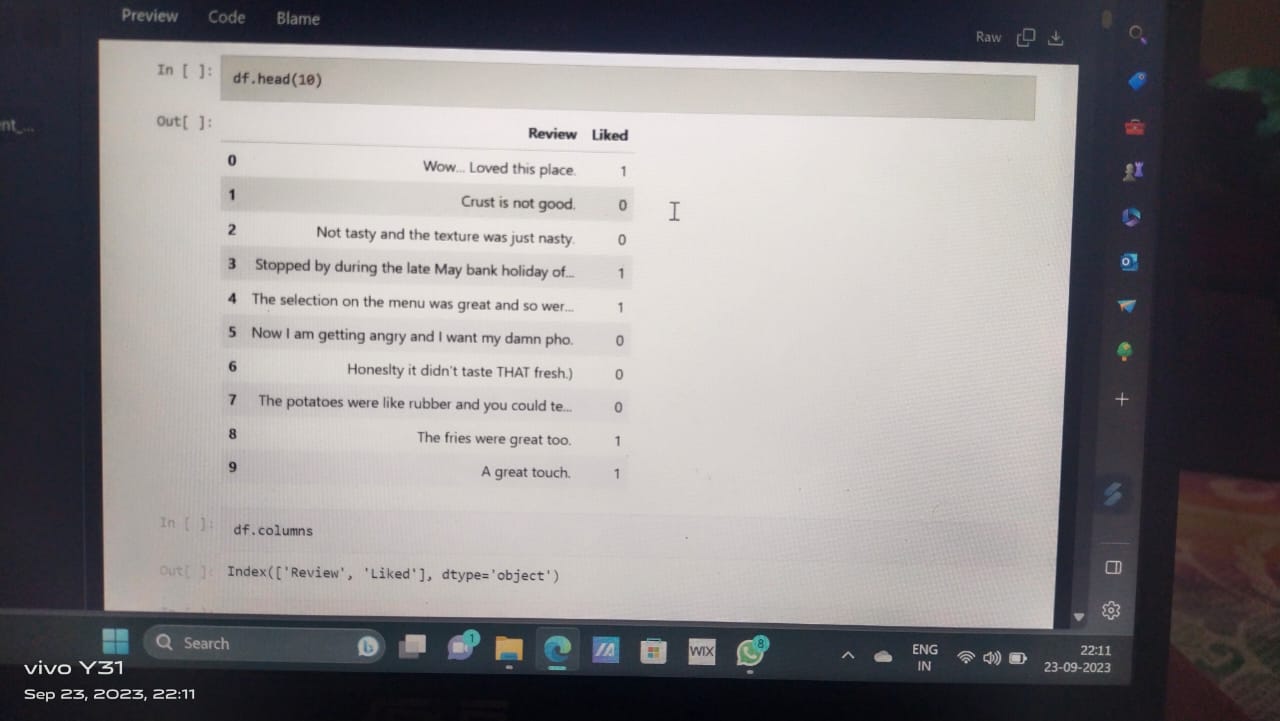 Preview Code Blame
Raw
In [ ]: df.head(10)
Out[ ]:
Review Liked
0 Wow... Loved this place. 1
1 Crust is not good. 0
2 Not tasty and the texture was just nasty. 0
3 Stopped by during the late May bank holiday of... 1
4 The selection on the menu was great and so wer... 1
5 Now I am getting angry and I want my damn pho. 0
6 Honeslty it didn't taste THAT fresh.) 0
7 The potatoes were like rubber and you could te... 0
8 The fries were great too. 1
9 A great touch. 1
In [ ]: df.columns
Out[ ]: Index(['Review', 'Liked'], dtype='object')
nt_...
Search
1
WIX
8
ENG
IN
22:11
23-09-2023
vivo Y31
Sep 23, 2023, 22:11